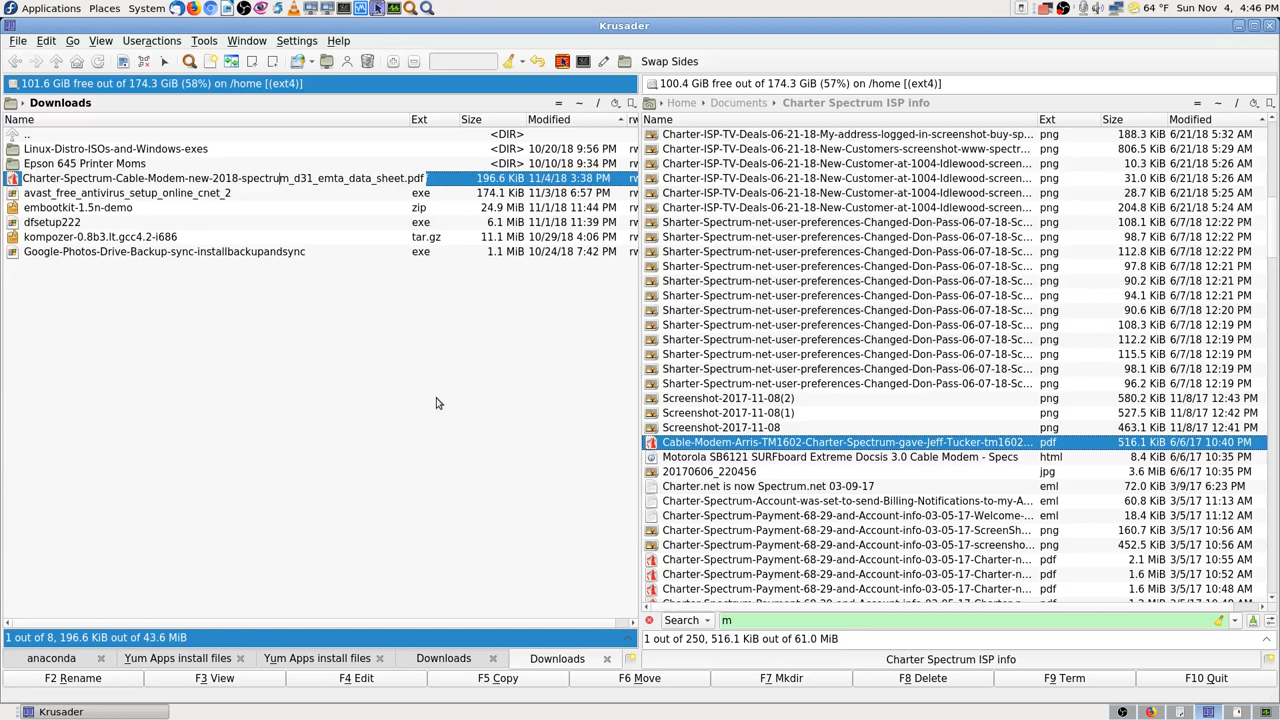 Applications Places System 64 °F Sun Nov 4, 4:46 PM
Krusader
File Edit Go View Useractions Tools Window Settings Help
Swap Sides
101.6 GiB free out of 174.3 GiB (58%) on /home [(ext4)]
Downloads
Name Ext Size Modified rw
.. <DIR>
Linux-Distro-ISOs-and-Windows-exes <DIR> 10/20/18 9:56 PM rw
Epson 645 Printer Moms <DIR> 10/10/18 9:34 PM rw
Charter-Spectrum-Cable-Modem-new-2018-spectrum_d31_emta_data_sheet.pdf 196.6 KiB 11/4/18 3:38 PM rw
avast_free_antivirus_setup_online_cnet_2 exe 174.1 KiB 11/3/18 6:57 PM rw
embootkit-1.5n-demo zip 24.9 MiB 11/1/18 11:44 PM rw
dfsetup222 exe 6.1 MiB 11/1/18 11:39 PM rw
kompozer-0.8b3.lt.gcc4.2-i686 tar.gz 11.1 MiB 10/29/18 4:06 PM rw
Google-Photos-Drive-Backup-sync-installbackupandsync exe 1.1 MiB 10/24/18 7:42 PM rw
1 out of 8, 196.6 KiB out of 43.6 MiB
anaconda Yum Apps install files Yum Apps install files Downloads Downloads
100.4 GiB free out of 174.3 GiB (57%) on /home [(ext4)]
Home Documents Charter Spectrum ISP info
Name Ext Size Modified
Charter-ISP-TV-Deals-06-21-18-My-address-logged-in-screenshot-buy-sp... png 188.3 KiB 6/21/18 5:32 AM
Charter-ISP-TV-Deals-06-21-18-New-Customers-screenshot-www-spectr... png 806.5 KiB 6/21/18 5:29 AM
Charter-ISP-TV-Deals-06-21-18-New-Customer-at-1004-Idlewood-screen... png 10.3 KiB 6/21/18 5:26 AM
Charter-ISP-TV-Deals-06-21-18-New-Customer-at-1004-Idlewood-screen... png 31.0 KiB 6/21/18 5:25 AM
Charter-ISP-TV-Deals-06-21-18-New-Customer-at-1004-Idlewood-screen... png 204.8 KiB 6/21/18 5:24 AM
Sharter-Spectrum-net-user-preferences-Changed-Don-Pass-06-07-18-Sc... png 108.1 KiB 6/7/18 12:22 PM
Sharter-Spectrum-net-user-preferences-Changed-Don-Pass-06-07-18-Sc... png 98.7 KiB 6/7/18 12:22 PM
Sharter-Spectrum-net-user-preferences-Changed-Don-Pass-06-07-18-Sc... png 112.8 KiB 6/7/18 12:22 PM
Sharter-Spectrum-net-user-preferences-Changed-Don-Pass-06-07-18-Sc... png 97.8 KiB 6/7/18 12:21 PM
Sharter-Spectrum-net-user-preferences-Changed-Don-Pass-06-07-18-Sc... png 90.2 KiB 6/7/18 12:21 PM
Sharter-Spectrum-net-user-preferences-Changed-Don-Pass-06-07-18-Sc... png 94.1 KiB 6/7/18 12:21 PM
Sharter-Spectrum-net-user-preferences-Changed-Don-Pass-06-07-18-Sc... png 90.6 KiB 6/7/18 12:20 PM
Sharter-Spectrum-net-user-preferences-Changed-Don-Pass-06-07-18-Sc... png 108.3 KiB 6/7/18 12:19 PM
Sharter-Spectrum-net-user-preferences-Changed-Don-Pass-06-07-18-Sc... png 112.2 KiB 6/7/18 12:19 PM
Sharter-Spectrum-net-user-preferences-Changed-Don-Pass-06-07-18-Sc... png 115.5 KiB 6/7/18 12:19 PM
Sharter-Spectrum-net-user-preferences-Changed-Don-Pass-06-07-18-Sc... png 98.1 KiB 6/7/18 12:19 PM
Sharter-Spectrum-net-user-preferences-Changed-Don-Pass-06-07-18-Sc... png 96.2 KiB 6/7/18 12:19 PM
Screenshot-2017-11-08(2) png 580.2 KiB 11/8/17 12:43 PM
Screenshot-2017-11-08(1) png 527.5 KiB 11/8/17 12:42 PM
Screenshot-2017-11-08 png 463.1 KiB 11/8/17 12:41 PM
Cable-Modem-Arris-TM1602-Charter-Spectrum-gave-Jeff-Tucker-tm1602... pdf 516.1 KiB 6/6/17 10:40 PM
Motorola SB6121 SURFboard Extreme Docsis 3.0 Cable Modem - Specs html 8.4 KiB 6/6/17 10:35 PM
20170606_220456 jpg 3.6 MiB 6/6/17 10:35 PM
Charter.net is now Spectrum.net 03-09-17 eml 72.0 KiB 3/9/17 6:23 PM
Charter-Spectrum-Account-was-set-to-send-Billing-Notifications-to-my-A... eml 60.8 KiB 3/5/17 11:13 AM
Charter-Spectrum-Payment-68-29-and-Account-info-03-05-17-Welcome-... eml 18.4 KiB 3/5/17 11:12 AM
Charter-Spectrum-Payment-68-29-and-Account-info-03-05-17-ScreenSh... png 160.7 KiB 3/5/17 10:56 AM
Charter-Spectrum-Payment-68-29-and-Account-info-03-05-17-screensho... png 452.5 KiB 3/5/17 10:56 AM
Charter-Spectrum-Payment-68-29-and-Account-info-03-05-17-Charter-n... pdf 2.1 MiB 3/5/17 10:55 AM
Charter-Spectrum-Payment-68-29-and-Account-info-03-05-17-Charter-n... pdf 1.6 MiB 3/5/17 10:52 AM
Charter-Spectrum-Payment-68-29-and-Account-info-03-05-17-Charter-n... pdf 1.6 MiB 3/5/17 10:48 AM
Search m
1 out of 250, 516.1 KiB out of 61.0 MiB
Charter Spectrum ISP info
F2 Rename F3 View F4 Edit F5 Copy F6 Move F7 Mkdir F8 Delete F9 Term F10 Quit
Krusader